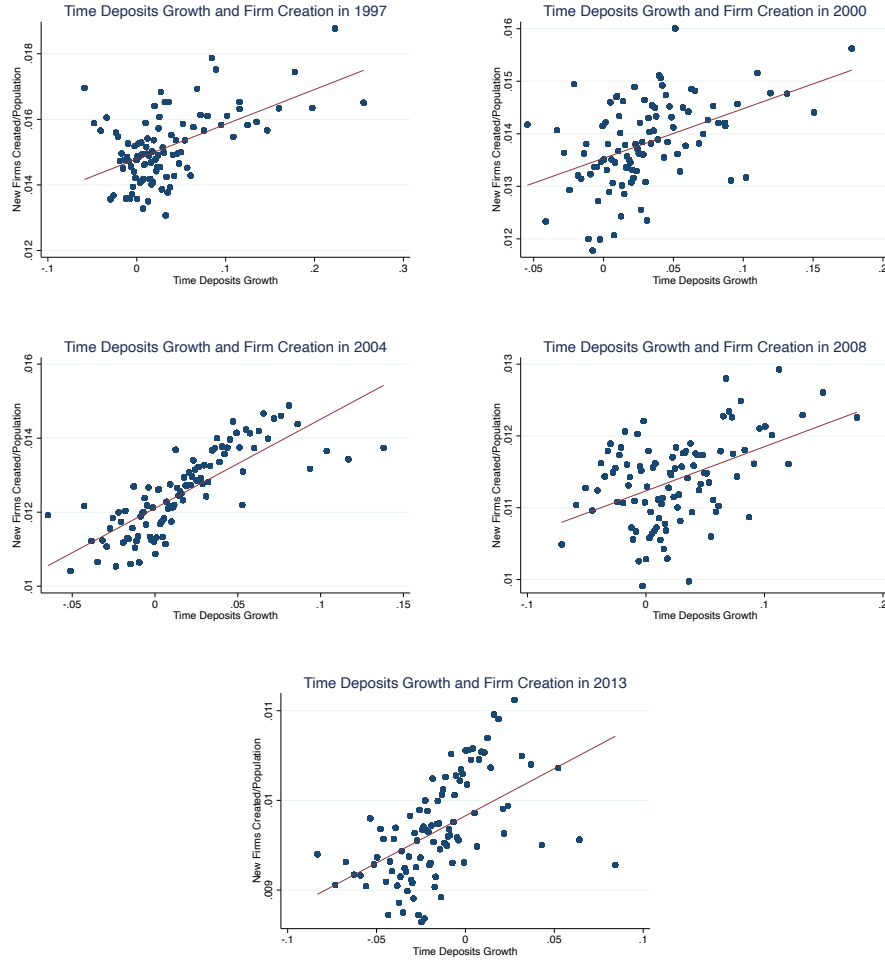 Time Deposits Growth and Firm Creation in 1997
New Firms Created/Population
.012 .014 .016 .018
-.1 0 .1 .2 .3
Time Deposits Growth
Time Deposits Growth and Firm Creation in 2000
New Firms Created/Population
.012 .013 .014 .015 .016
-.05 0 .05 .1 .15 .2
Time Deposits Growth
Time Deposits Growth and Firm Creation in 2004
New Firms Created/Population
.01 .012 .014 .016
-.05 0 .05 .1 .15
Time Deposits Growth
Time Deposits Growth and Firm Creation in 2008
New Firms Created/Population
.01 .011 .012 .013
-.1 0 .1 .2
Time Deposits Growth
Time Deposits Growth and Firm Creation in 2013
New Firms Created/Population
.009 .01 .011
-.1 -.05 0 .05 .1
Time Deposits Growth